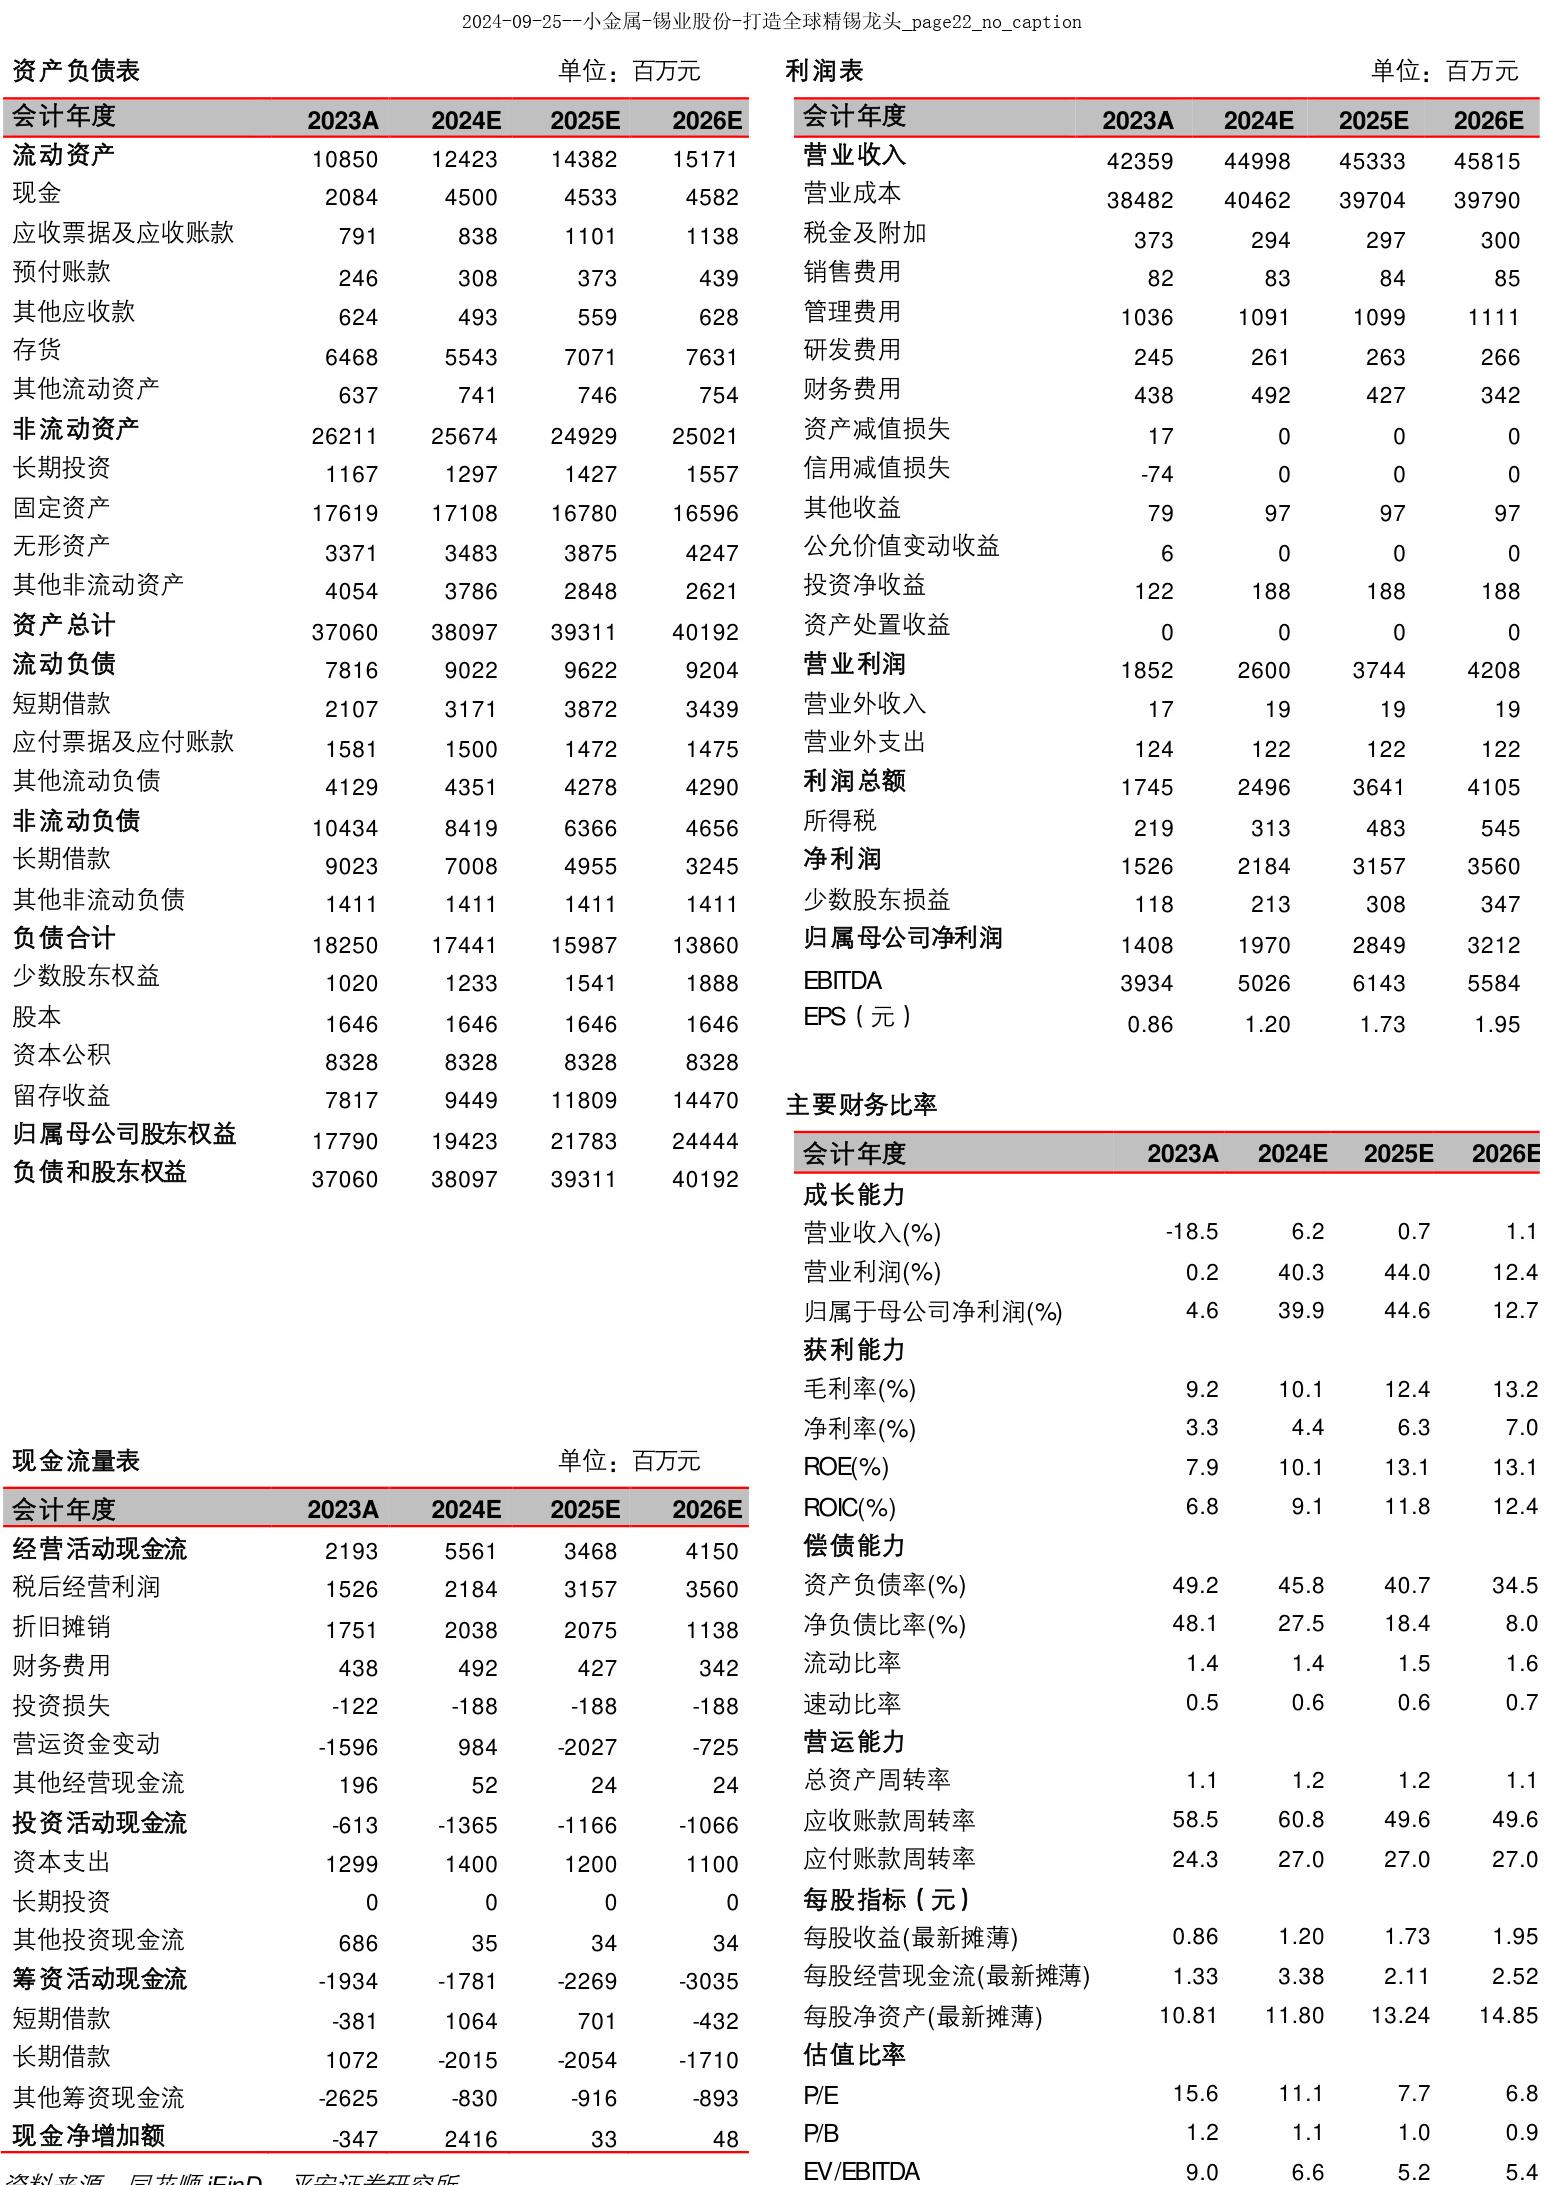 2024-09-25--小金属-锡业股份-打造全球精锡龙头_page22_no_caption
资产负债表 单位：百万元
会计年度 2023A 2024E 2025E 2026E
流动资产 10850 12423 14382 15171
现金 2084 4500 4533 4582
应收票据及应收账款 791 838 1101 1138
预付账款 246 308 373 439
其他应收款 624 493 559 628
存货 6468 5543 7071 7631
其他流动资产 637 741 746 754
非流动资产 26211 25674 24929 25021
长期投资 1167 1297 1427 1557
固定资产 17619 17108 16780 16596
无形资产 3371 3483 3875 4247
其他非流动资产 4054 3786 2848 2621
资产总计 37060 38097 39311 40192
流动负债 7816 9022 9622 9204
短期借款 2107 3171 3872 3439
应付票据及应付账款 1581 1500 1472 1475
其他流动负债 4129 4351 4278 4290
非流动负债 10434 8419 6366 4656
长期借款 9023 7008 4955 3245
其他非流动负债 1411 1411 1411 1411
负债合计 18250 17441 15987 13860
少数股东权益 1020 1233 1541 1888
股本 1646 1646 1646 1646
资本公积 8328 8328 8328 8328
留存收益 7817 9449 11809 14470
归属母公司股东权益 17790 19423 21783 24444
负债和股东权益 37060 38097 39311 40192
现金流量表 单位：百万元
会计年度 2023A 2024E 2025E 2026E
经营活动现金流 2193 5561 3468 4150
税后经营利润 1526 2184 3157 3560
折旧摊销 1751 2038 2075 1138
财务费用 438 492 427 342
投资损失 -122 -188 -188 -188
营运资金变动 -1596 984 -2027 -725
其他经营现金流 196 52 24 24
投资活动现金流 -613 -1365 -1166 -1066
资本支出 1299 1400 1200 1100
长期投资 0 0 0 0
其他投资现金流 686 35 34 34
筹资活动现金流 -1934 -1781 -2269 -3035
短期借款 -381 1064 701 -432
长期借款 1072 -2015 -2054 -1710
其他筹资现金流 -2625 -830 -916 -893
现金净增加额 -347 2416 33 48
资料来源 同花顺 iFinD 平安证券研究所
利润表 单位：百万元
会计年度 2023A 2024E 2025E 2026E
营业收入 42359 44998 45333 45815
营业成本 38482 40462 39704 39790
税金及附加 373 294 297 300
销售费用 82 83 84 85
管理费用 1036 1091 1099 1111
研发费用 245 261 263 266
财务费用 438 492 427 342
资产减值损失 17 0 0 0
信用减值损失 -74 0 0 0
其他收益 79 97 97 97
公允价值变动收益 6 0 0 0
投资净收益 122 188 188 188
资产处置收益 0 0 0 0
营业利润 1852 2600 3744 4208
营业外收入 17 19 19 19
营业外支出 124 122 122 122
利润总额 1745 2496 3641 4105
所得税 219 313 483 545
净利润 1526 2184 3157 3560
少数股东损益 118 213 308 347
归属母公司净利润 1408 1970 2849 3212
EBITDA 3934 5026 6143 5584
EPS（元） 0.86 1.20 1.73 1.95
主要财务比率
会计年度 2023A 2024E 2025E 2026E
成长能力
营业收入(%) -18.5 6.2 0.7 1.1
营业利润(%) 0.2 40.3 44.0 12.4
归属于母公司净利润(%) 4.6 39.9 44.6 12.7
获利能力
毛利率(%) 9.2 10.1 12.4 13.2
净利率(%) 3.3 4.4 6.3 7.0
ROE(%) 7.9 10.1 13.1 13.1
ROIC(%) 6.8 9.1 11.8 12.4
偿债能力
资产负债率(%) 49.2 45.8 40.7 34.5
净负债比率(%) 48.1 27.5 18.4 8.0
流动比率 1.4 1.4 1.5 1.6
速动比率 0.5 0.6 0.6 0.7
营运能力
总资产周转率 1.1 1.2 1.2 1.1
应收账款周转率 58.5 60.8 49.6 49.6
应付账款周转率 24.3 27.0 27.0 27.0
每股指标（元）
每股收益(最新摊薄) 0.86 1.20 1.73 1.95
每股经营现金流(最新摊薄) 1.33 3.38 2.11 2.52
每股净资产(最新摊薄) 10.81 11.80 13.24 14.85
估值比率
P/E 15.6 11.1 7.7 6.8
P/B 1.2 1.1 1.0 0.9
EV/EBITDA 9.0 6.6 5.2 5.4